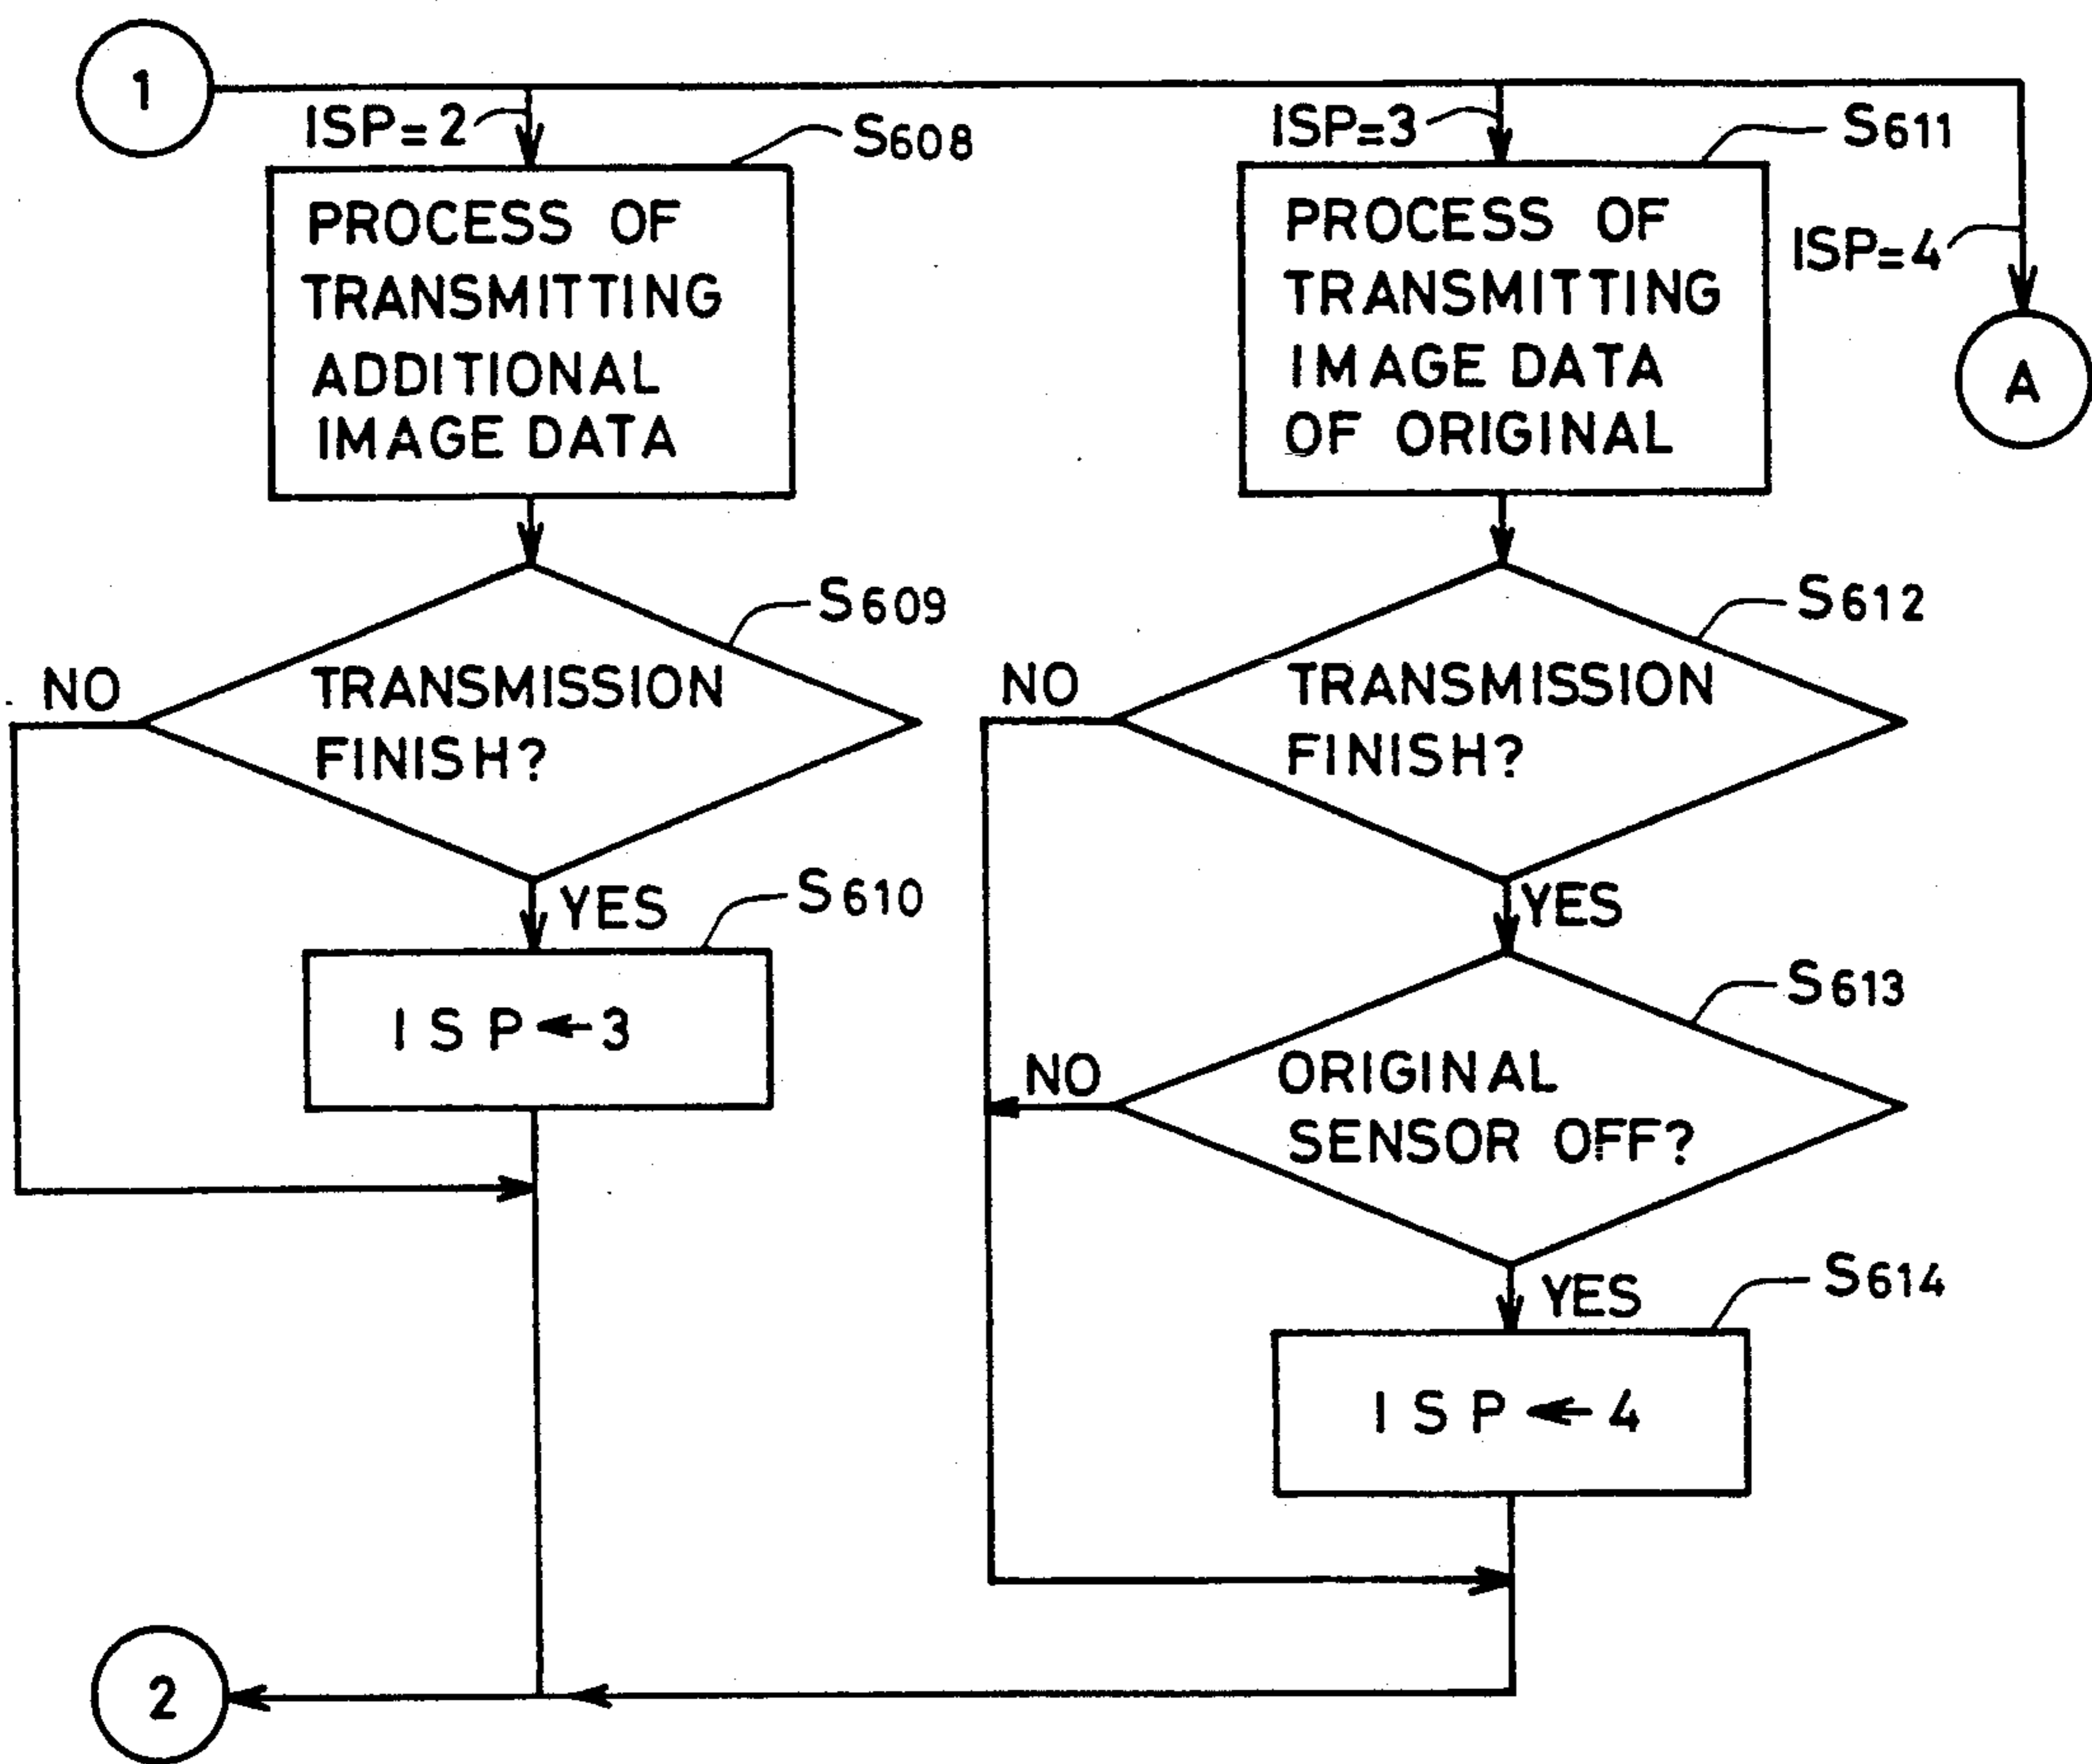 1
ISP=2
S608
PROCESS OF
TRANSMITTING
ADDITIONAL
IMAGE DATA
S609
NO
TRANSMISSION
FINISH?
YES
S610
ISP←3
ISP=3
S611
PROCESS OF
TRANSMITTING
IMAGE DATA
OF ORIGINAL
ISP=4
A
S612
NO
TRANSMISSION
FINISH?
YES
S613
NO
ORIGINAL
SENSOR OFF?
YES
S614
ISP←4
2